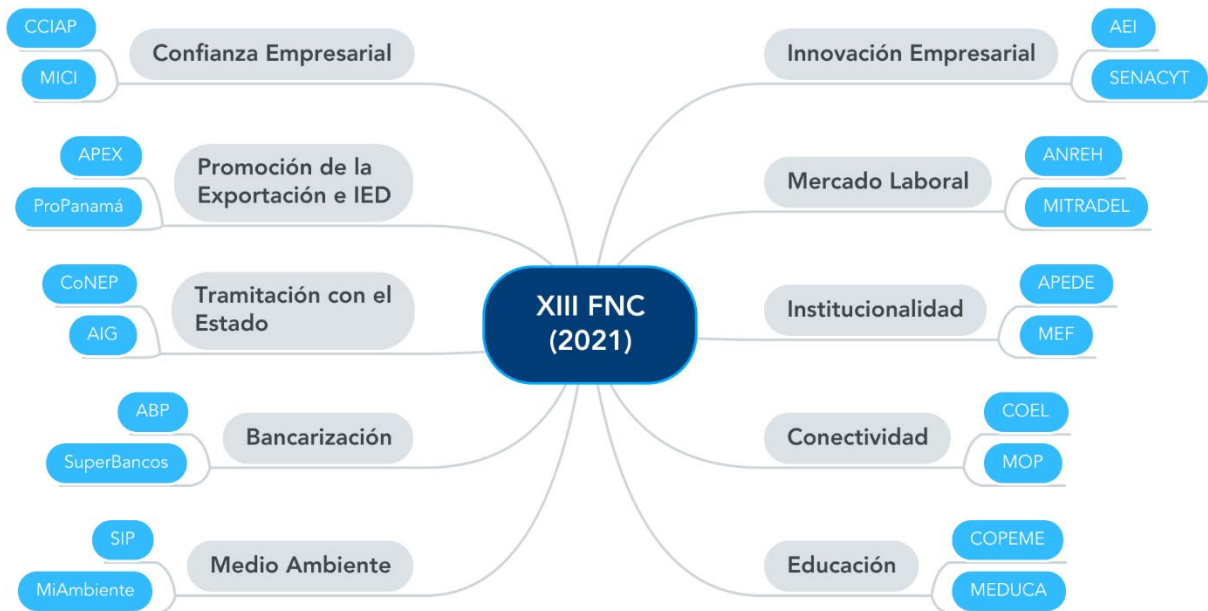 CCIAP
MICI
Confianza Empresarial
APEX
ProPanamá
Promoción de la
Exportación e IED
CoNEP
AIG
Tramitación con el
Estado
ABP
SuperBancos
Bancarización
SIP
MiAmbiente
Medio Ambiente
XIII FNC
(2021)
Innovación Empresarial
AEI
SENACYT
Mercado Laboral
ANREH
MITRADEL
Institucionalidad
APEDE
MEF
Conectividad
COEL
MOP
Educación
COPEME
MEDUCA